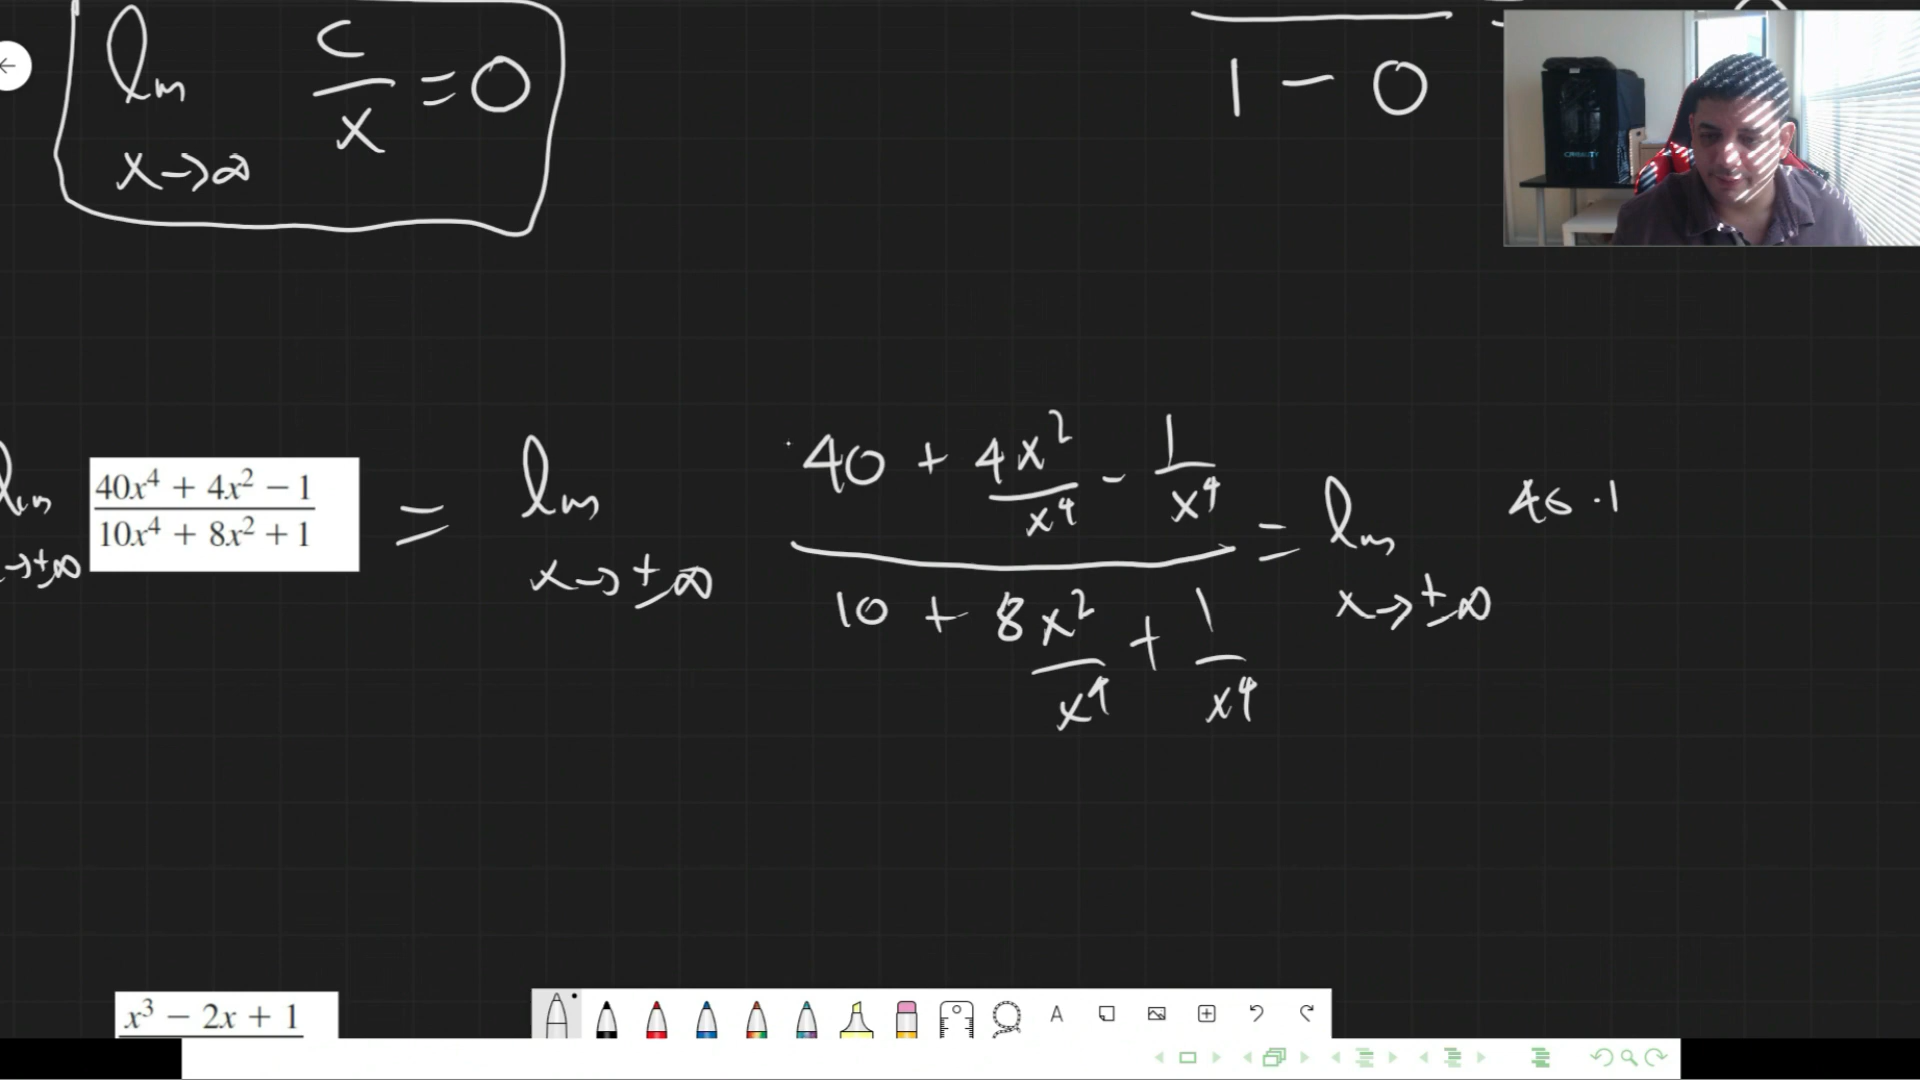 lim c/x = 0
x→∞
1 - 0
lim (40x⁴ + 4x² − 1)/(10x⁴ + 8x² + 1) = lim (40 + 4x²/x⁴ - 1/x⁴)/(10 + 8x²/x⁴ + 1/x⁴) = lim
→±∞ x→±∞ x→±∞
x³ − 2x + 1
A